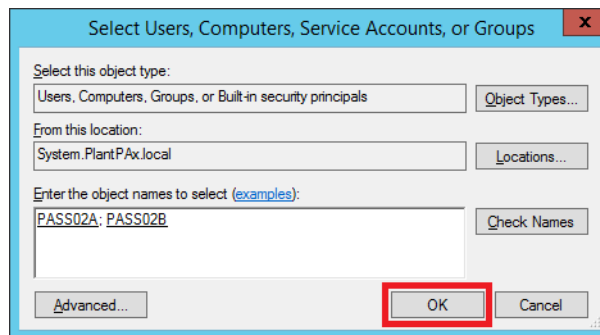 Select Users, Computers, Service Accounts, or Groups
x
Select this object type:
Users, Computers, Groups, or Built-in security principals
Object Types...
From this location:
System.PlantPAx.local
Locations...
Enter the object names to select (examples):
PASS02A; PASS02B
Check Names
Advanced...
OK
Cancel